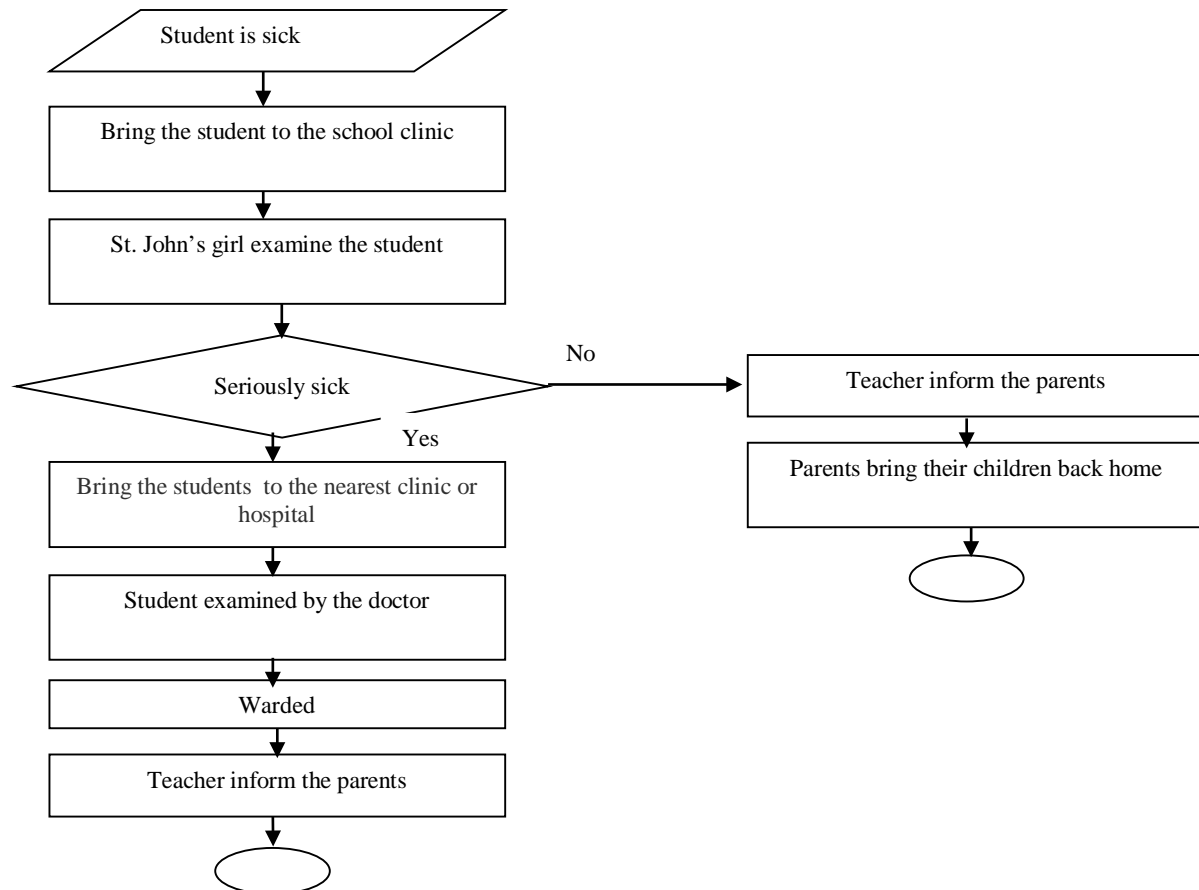 Student is sick
Bring the student to the school clinic
St. John’s girl examine the student
Seriously sick
No
Yes
Teacher inform the parents
Parents bring their children back home
Bring the students  to the nearest clinic or
hospital
Student examined by the doctor
Warded
Teacher inform the parents